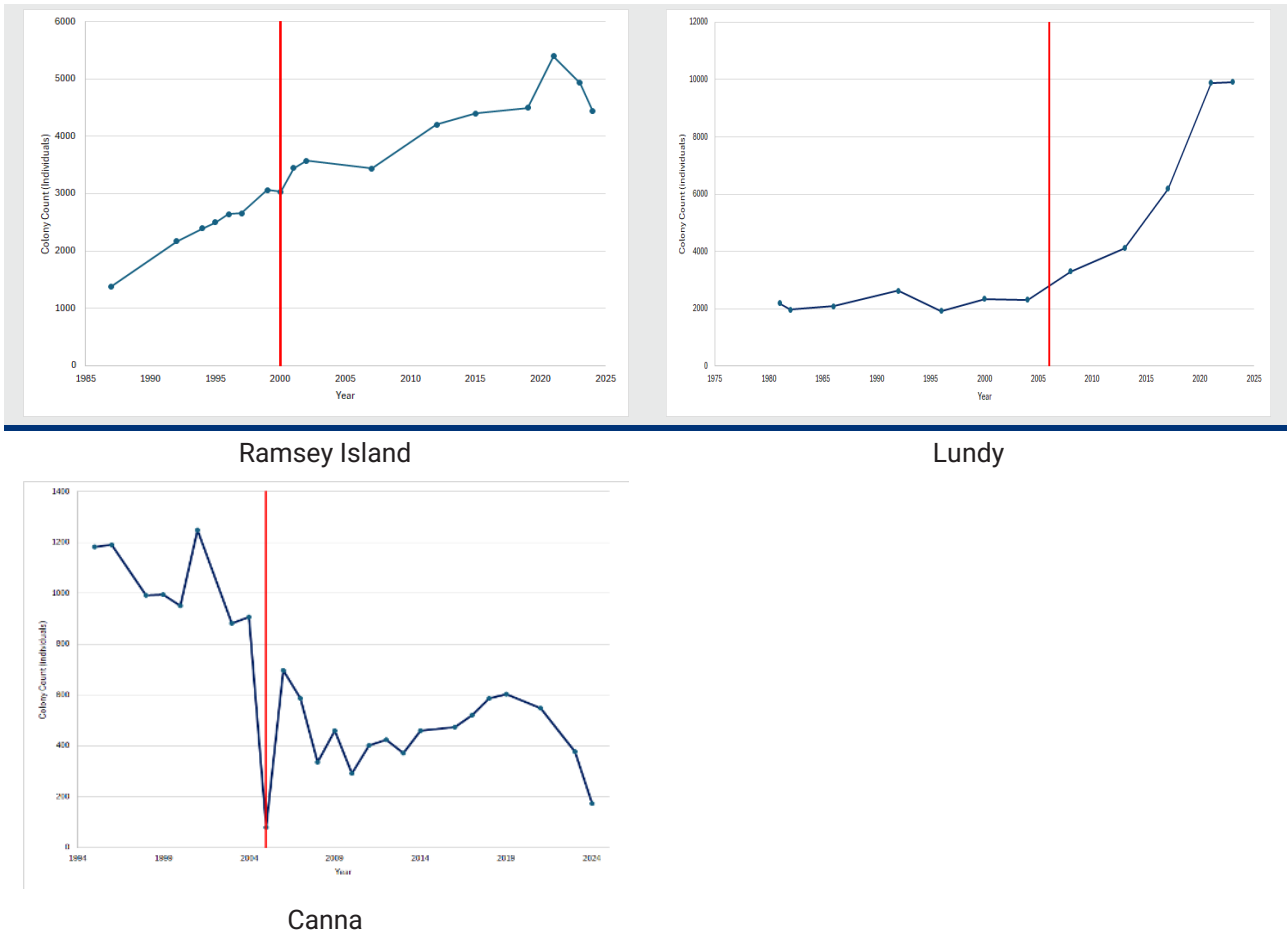 6000
5000
4000
3000
2000
1000
0
Colony Count (Individuals)
1985 1990 1995 2000 2005 2010 2015 2020 2025
Year
12000
10000
8000
6000
4000
2000
0
Colony Count (Individuals)
1975 1980 1985 1990 1995 2000 2005 2010 2015 2020 2025
Year
Ramsey Island
Lundy
1400
1200
1000
800
600
400
200
0
Colony Count (Individuals)
1994 1999 2004 2009 2014 2019 2024
Year
Canna